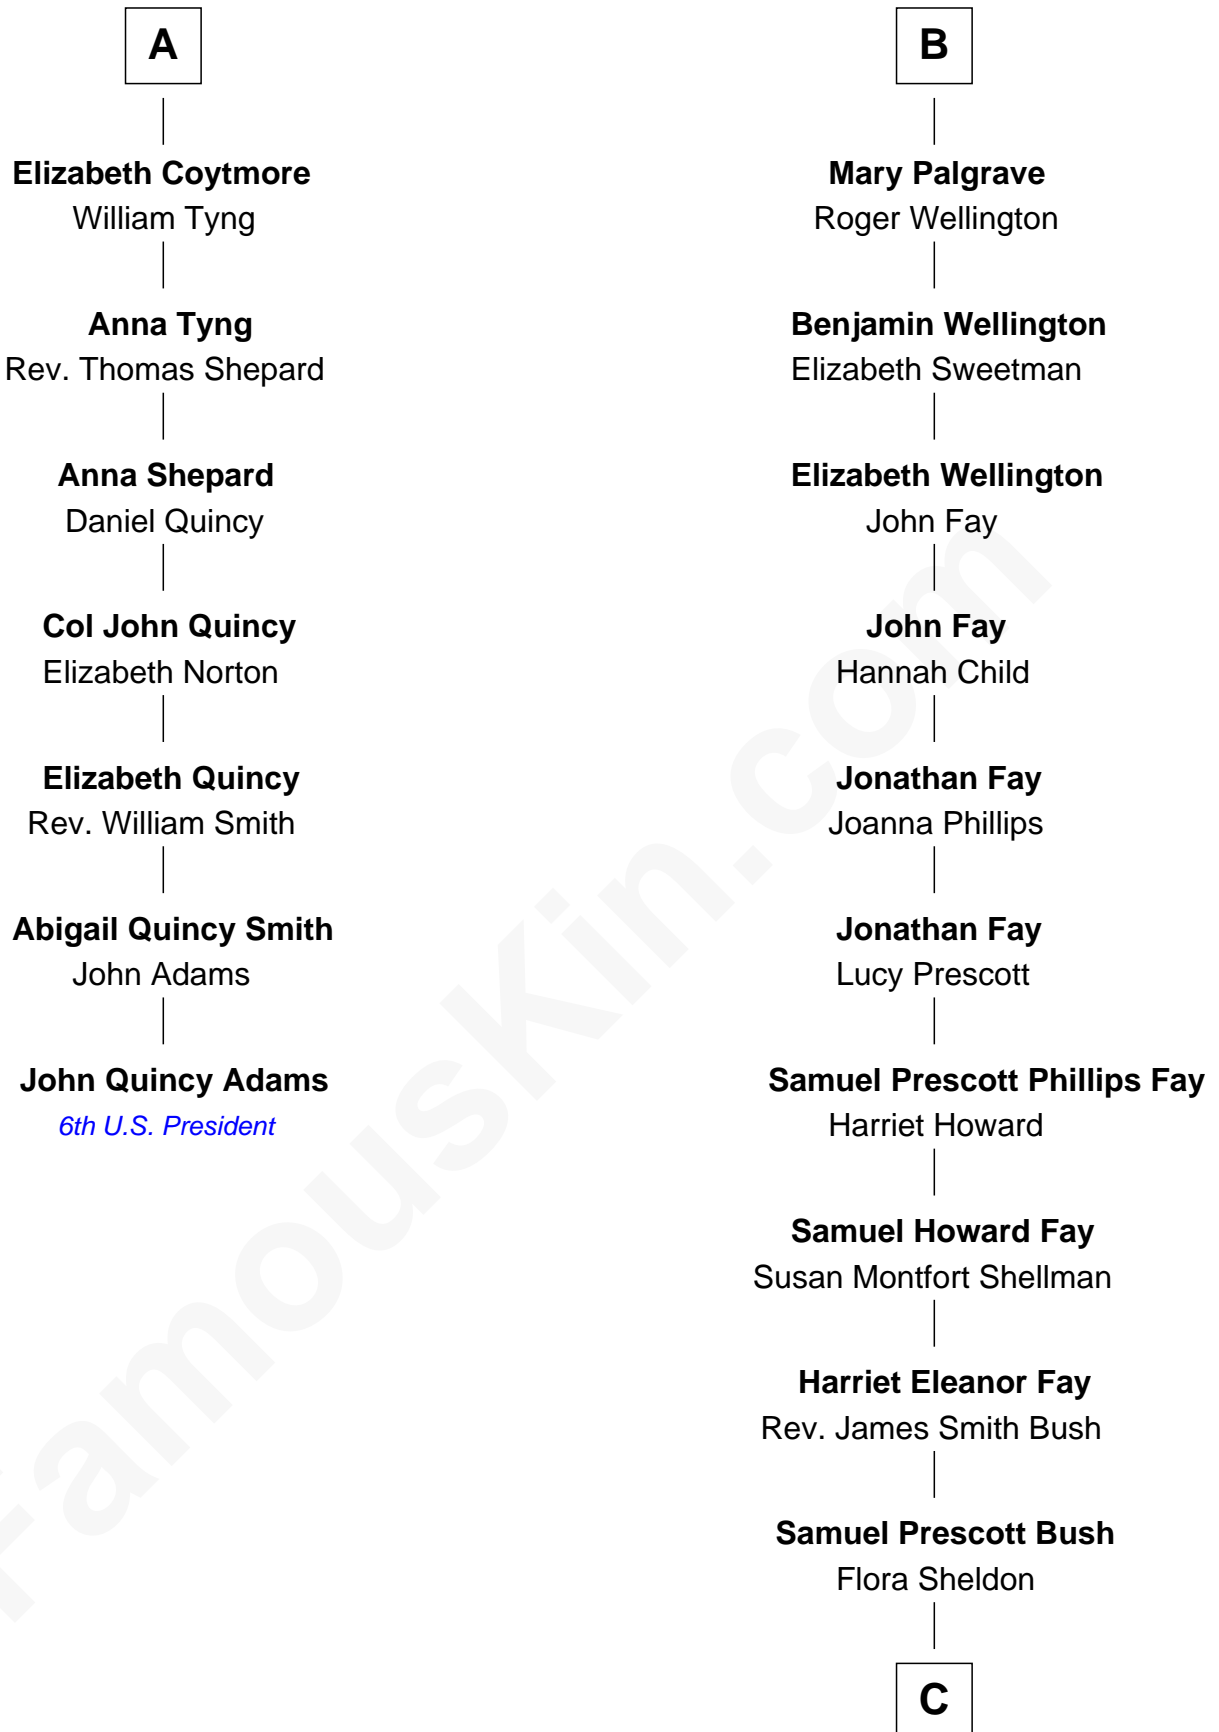 A
Elizabeth Coytmore
William Tyng
Anna Tyng
Rev. Thomas Shepard
Anna Shepard
Daniel Quincy
Col John Quincy
Elizabeth Norton
Elizabeth Quincy
Rev. William Smith
Abigail Quincy Smith
John Adams
John Quincy Adams
6th U.S. President
B
Mary Palgrave
Roger Wellington
Benjamin Wellington
Elizabeth Sweetman
Elizabeth Wellington
John Fay
John Fay
Hannah Child
Jonathan Fay
Joanna Phillips
Jonathan Fay
Lucy Prescott
Samuel Prescott Phillips Fay
Harriet Howard
Samuel Howard Fay
Susan Montfort Shellman
Harriet Eleanor Fay
Rev. James Smith Bush
Samuel Prescott Bush
Flora Sheldon
C
FamousKin.com